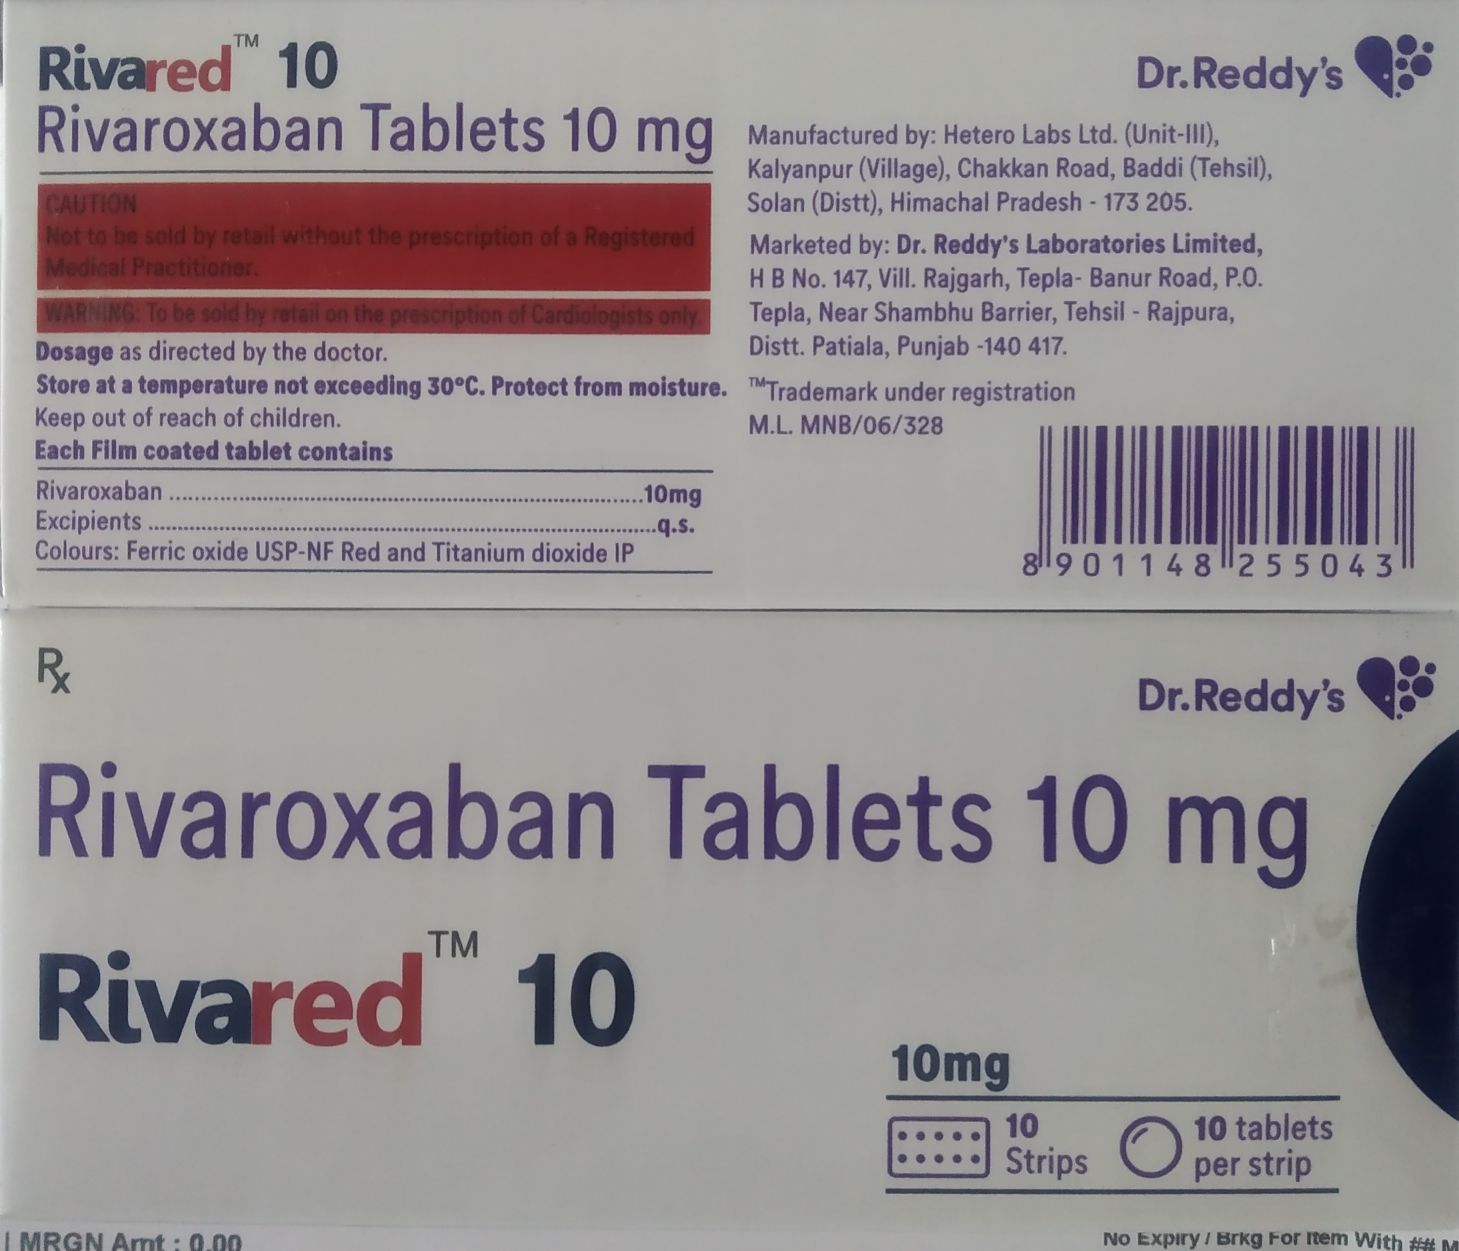 Rivared™ 10
Rivaroxaban Tablets 10 mg
CAUTION
Not to be sold by retail without the prescription of a Registered
Medical Practitioner.
WARNING: To be sold by retail on the prescription of Cardiologists only.
Dosage as directed by the doctor.
Store at a temperature not exceeding 30°C. Protect from moisture.
Keep out of reach of children.
Each Film coated tablet contains
Rivaroxaban ............................................................................10mg
Excipients ..................................................................................q.s.
Colours: Ferric oxide USP-NF Red and Titanium dioxide IP
Dr.Reddy's
Manufactured by: Hetero Labs Ltd. (Unit-III),
Kalyanpur (Village), Chakkan Road, Baddi (Tehsil),
Solan (Distt), Himachal Pradesh - 173 205.
Marketed by: Dr. Reddy's Laboratories Limited,
H B No. 147, Vill. Rajgarh, Tepla- Banur Road, P.O.
Tepla, Near Shambhu Barrier, Tehsil - Rajpura,
Distt. Patiala, Punjab -140 417.
™Trademark under registration
M.L. MNB/06/328
8 901148 255043
Rx
Dr.Reddy's
Rivaroxaban Tablets 10 mg
Rivared™ 10
10mg
10
Strips
10 tablets
per strip
MRGN Amt : 0.00
No Expiry / Brkg For Item With ## M